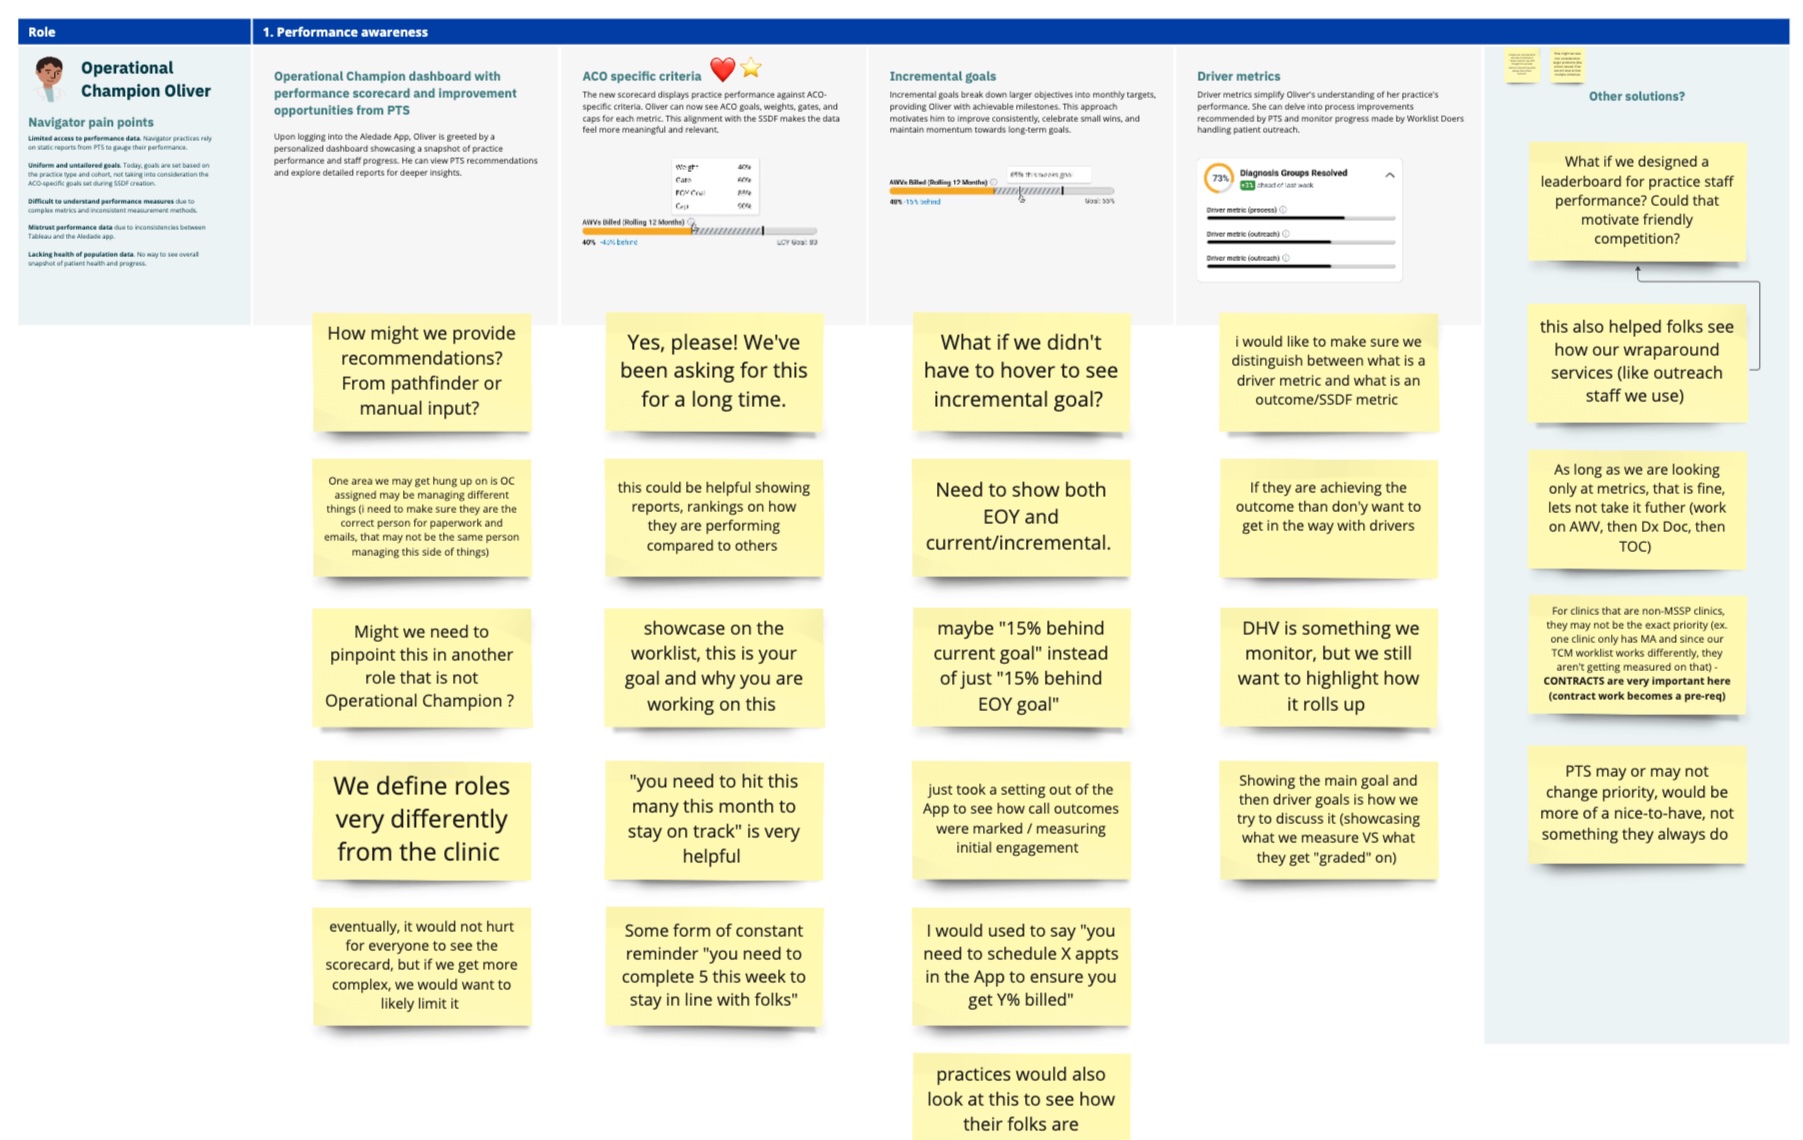 Role
1. Performance awareness
Operational
Champion Oliver
Navigator pain points
Limited access to performance data. Navigator practices rely
on static reports from PTS to gauge their performance.
Uniform and untailored goals. Today, goals are set based on
the practice type and cohort, not taking into consideration the
ACO-specific goals set during SSDF creation.
Difficult to understand performance measures due to
complex metrics and inconsistent measurement methods.
Mistrust performance data due to inconsistencies between
Tableau and the Aledade app.
Lacking health of population data. No way to see overall
snapshot of patient health and progress.
Operational Champion dashboard with
performance scorecard and improvement
opportunities from PTS
Upon logging into the Aledade App, Oliver is greeted by a
personalized dashboard showcasing a snapshot of practice
performance and staff progress. He can view PTS recommendations
and explore detailed reports for deeper insights.
How might we provide
recommendations?
From pathfinder or
manual input?
One area we may get hung up on is OC
assigned may be managing different
things (i need to make sure they are the
correct person for paperwork and
emails, that may not be the same person
managing this side of things)
Might we need to
pinpoint this in another
role that is not
Operational Champion ?
We define roles
very differently
from the clinic
eventually, it would not hurt
for everyone to see the
scorecard, but if we get more
complex, we would want to
likely limit it
ACO specific criteria
The new scorecard displays practice performance against ACO-
specific criteria. Oliver can now see ACO goals, weights, gates, and
caps for each metric. This alignment with the SSDF makes the data
feel more meaningful and relevant.
Weight 40%
Gate 60%
EOY Goal
Cap 90%
AWVs Billed (Rolling 12 Months)
40% behind
EOY Goal: 80
Yes, please! We've
been asking for this
for a long time.
this could be helpful showing
reports, rankings on how
they are performing
compared to others
showcase on the
worklist, this is your
goal and why you are
working on this
"you need to hit this
many this month to
stay on track" is very
helpful
Some form of constant
reminder "you need to
complete 5 this week to
stay in line with folks"
Incremental goals
Incremental goals break down larger objectives into monthly targets,
providing Oliver with achievable milestones. This approach
motivates him to improve consistently, celebrate small wins, and
maintain momentum towards long-term goals.
this week goal
AWVs Billed (Rolling 12 Months)
40% -15% behind
Goal:
What if we didn't
have to hover to see
incremental goal?
Need to show both
EOY and
current/incremental.
maybe "15% behind
current goal" instead
of just "15% behind
EOY goal"
just took a setting out of the
App to see how call outcomes
were marked / measuring
initial engagement
I would used to say "you
need to schedule X appts
in the App to ensure you
get Y% billed"
practices would also
look at this to see how
their folks are
Driver metrics
Driver metrics simplify Oliver's understanding of her practice's
performance. She can delve into process improvements
recommended by PTS and monitor progress made by Worklist Doers
handling patient outreach.
73%
Diagnosis Groups Resolved
ahead of last week
Driver metric (process)
Driver metric (outreach)
Driver metric (outreach)
i would like to make sure we
distinguish between what is a
driver metric and what is an
outcome/SSDF metric
If they are achieving the
outcome than don'y want to
get in the way with drivers
DHV is something we
monitor, but we still
want to highlight how
it rolls up
Showing the main goal and
then driver goals is how we
try to discuss it (showcasing
what we measure VS what
they get "graded" on)
Other solutions?
What if we designed a
leaderboard for practice staff
performance? Could that
motivate friendly
competition?
this also helped folks see
how our wraparound
services (like outreach
staff we use)
As long as we are looking
only at metrics, that is fine,
lets not take it futher (work
on AWV, then Dx Doc, then
TOC)
For clinics that are non-MSSP clinics,
they may not be the exact priority (ex.
one clinic only has MA and since our
TCM worklist works differently, they
aren't getting measured on that) -
CONTRACTS are very important here
(contract work becomes a pre-req)
PTS may or may not
change priority, would be
more of a nice-to-have, not
something they always do